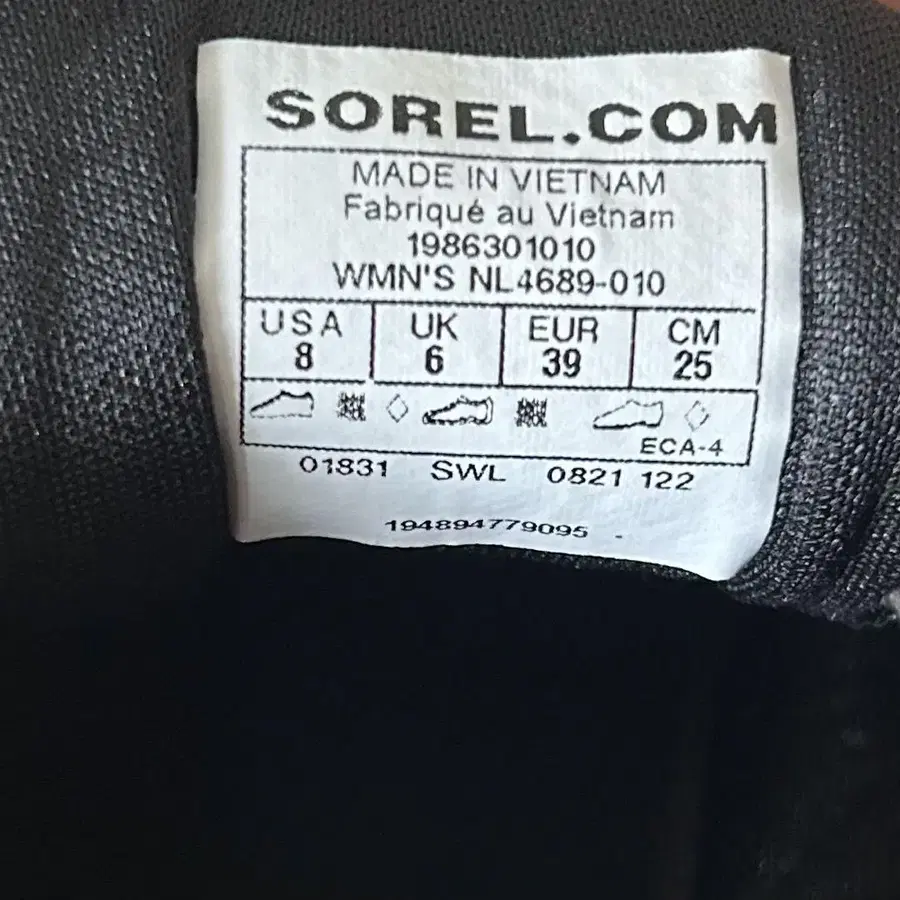 SOREL.COM
MADE IN VIETNAM
Fabriqué au Vietnam
1986301010
WMN'S NL4689-010
USA UK EUR CM
8 6 39 25
ECA-4
01831 SWL 0821 122
194894779095